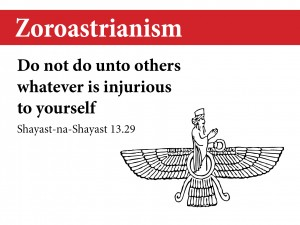 Zoroastrianism
Do not do unto others
whatever is injurious
to yourself
Shayast-na-Shayast 13.29